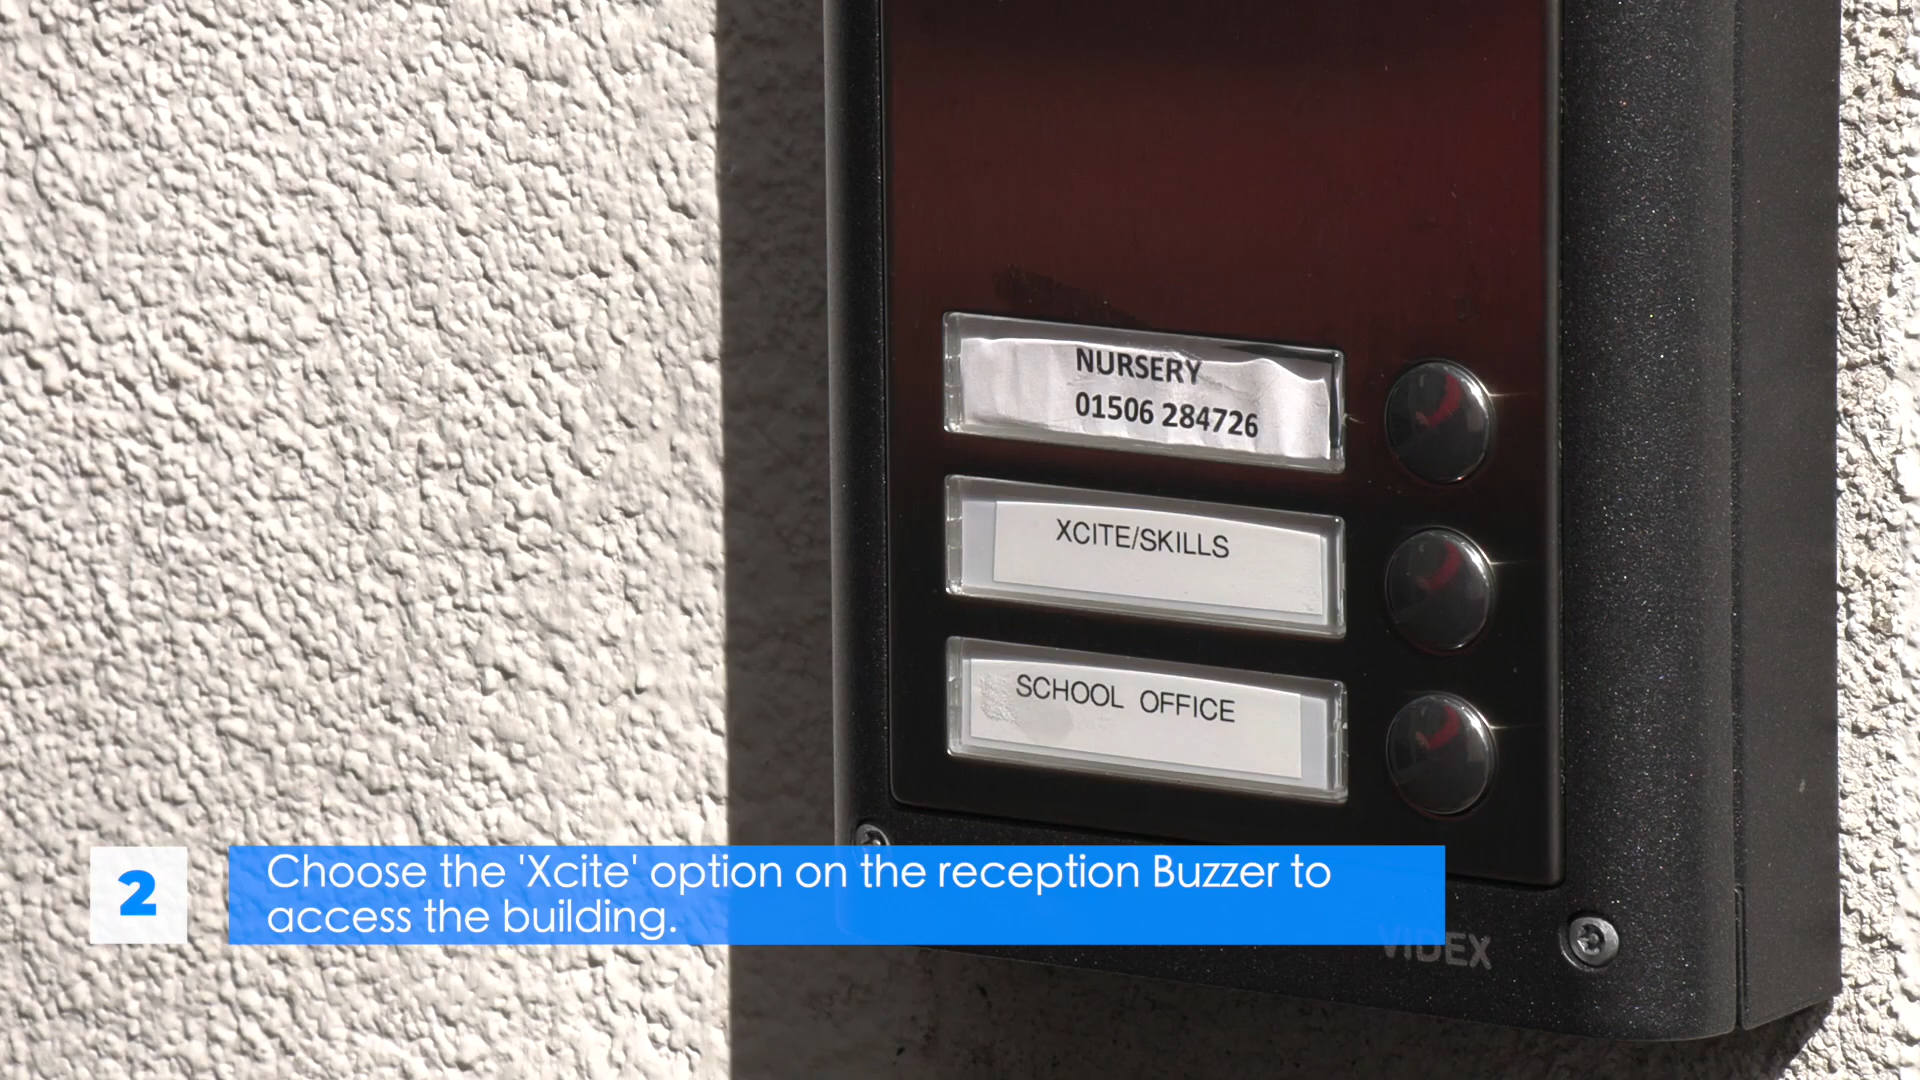 NURSERY
01506 284726
XCITE/SKILLS
SCHOOL OFFICE
2
Choose the 'Xcite' option on the reception Buzzer to
access the building.
VIDEX